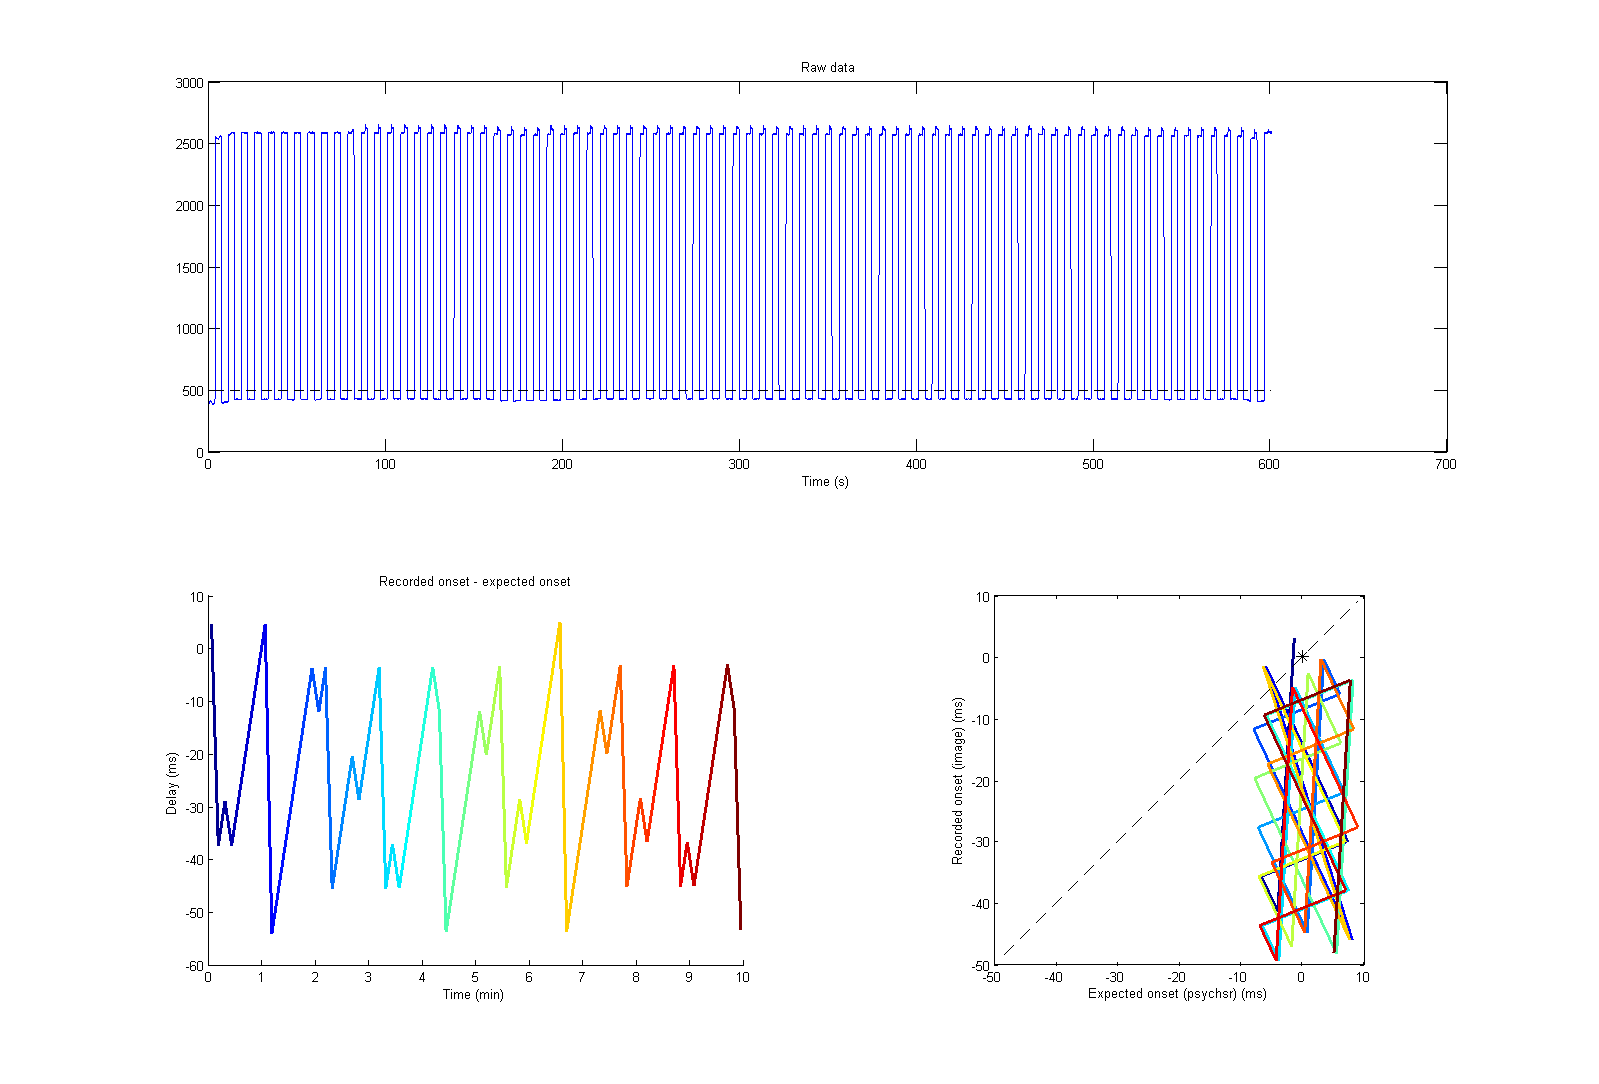 Raw data
3000
2500
2000
1500
1000
500
0
0 100 200 300 400 500 600 700
Time (s)
Recorded onset - expected onset
10
0
-10
-20
-30
-40
-50
-60
Delay (ms)
0 1 2 3 4 5 6 7 8 9 10
Time (min)
10
0
-10
-20
-30
-40
-50
Recorded onset (image) (ms)
-50 -40 -30 -20 -10 0 10
Expected onset (psychsr) (ms)